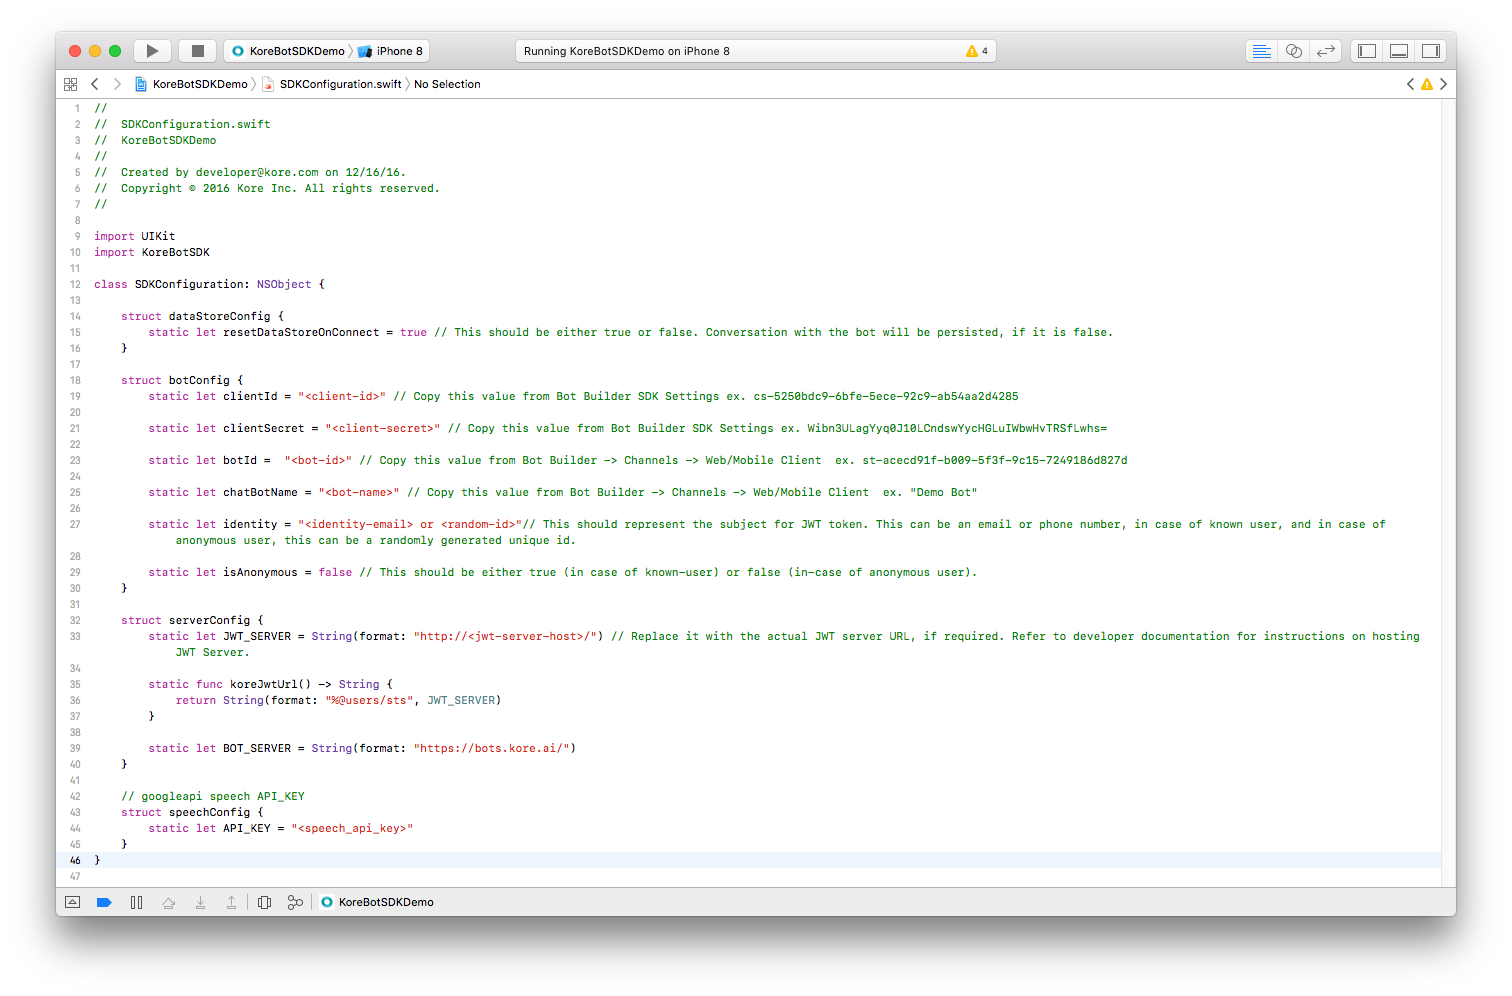 KoreBotSDKDemo iPhone 8
Running KoreBotSDKDemo on iPhone 8
4
KoreBotSDKDemo SDKConfiguration.swift No Selection
1 //
2 //  SDKConfiguration.swift
3 //  KoreBotSDKDemo
4 //
5 //  Created by developer@kore.com on 12/16/16.
6 //  Copyright © 2016 Kore Inc. All rights reserved.
7 //
8
9 import UIKit
10 import KoreBotSDK
11
12 class SDKConfiguration: NSObject {
13
14     struct dataStoreConfig {
15         static let resetDataStoreOnConnect = true // This should be either true or false. Conversation with the bot will be persisted, if it is false.
16     }
17
18     struct botConfig {
19         static let clientId = "<client-id>" // Copy this value from Bot Builder SDK Settings ex. cs-5250bdc9-6bfe-5ece-92c9-ab54aa2d4285
20
21         static let clientSecret = "<client-secret>" // Copy this value from Bot Builder SDK Settings ex. Wibn3ULagYyq0J10LCndswYycHGLuIWbwHvTRSfLwhs=
22
23         static let botId =  "<bot-id>" // Copy this value from Bot Builder -> Channels -> Web/Mobile Client  ex. st-acecd91f-b009-5f3f-9c15-7249186d827d
24
25         static let chatBotName = "<bot-name>" // Copy this value from Bot Builder -> Channels -> Web/Mobile Client  ex. "Demo Bot"
26
27         static let identity = "<identity-email> or <random-id>"// This should represent the subject for JWT token. This can be an email or phone number, in case of known user, and in case of
anonymous user, this can be a randomly generated unique id.
28
29         static let isAnonymous = false // This should be either true (in case of known-user) or false (in-case of anonymous user).
30     }
31
32     struct serverConfig {
33         static let JWT_SERVER = String(format: "http://<jwt-server-host>/") // Replace it with the actual JWT server URL, if required. Refer to developer documentation for instructions on hosting
JWT Server.
34
35         static func koreJwtUrl() -> String {
36             return String(format: "%@users/sts", JWT_SERVER)
37         }
38
39         static let BOT_SERVER = String(format: "https://bots.kore.ai/")
40     }
41
42     // googleapi speech API_KEY
43     struct speechConfig {
44         static let API_KEY = "<speech_api_key>"
45     }
46 }
47
KoreBotSDKDemo